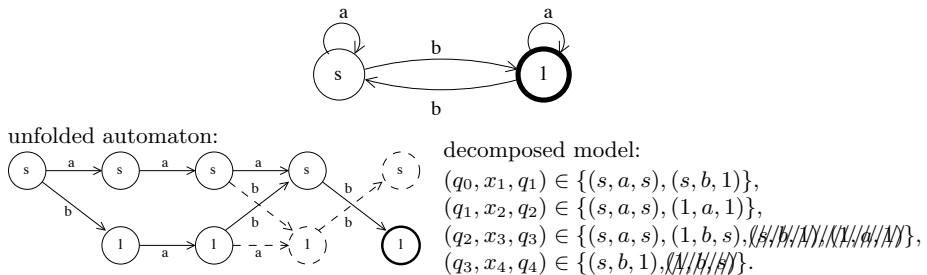 a a
b
s 1
b
unfolded automaton:
s a s a s a s s
b b b b b
1 a 1 a 1 1
decomposed model:
(q₀, x₁, q₁) ∈ {(s, a, s), (s, b, 1)},
(q₁, x₂, q₂) ∈ {(s, a, s), (1, a, 1)},
(q₂, x₃, q₃) ∈ {(s, a, s), (1, b, s),(s,b,1),(1,a,1)},
(q₃, x₄, q₄) ∈ {(s, b, 1),(1,b,s)}.